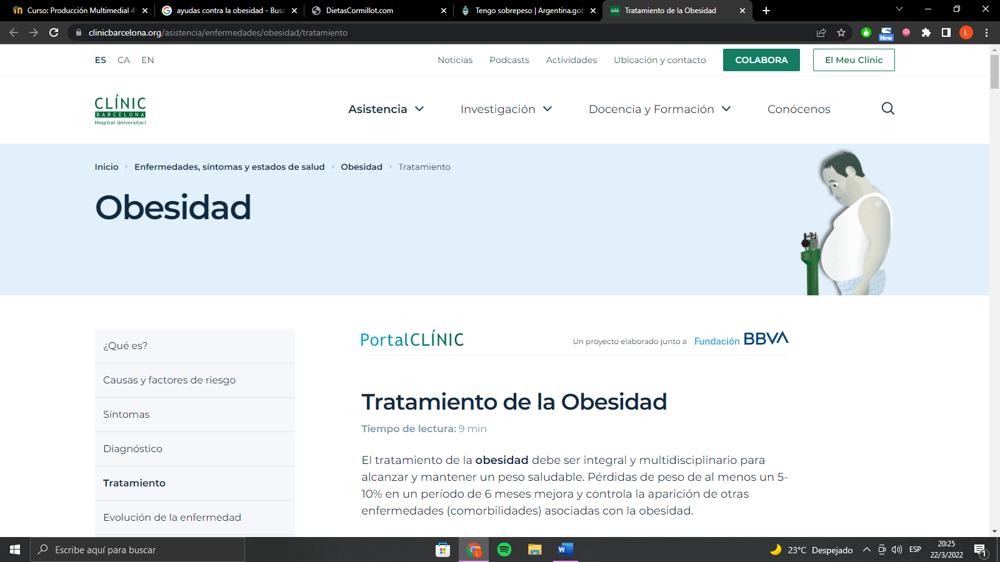 Curso: Producción Multimedial 4º
ayudas contra la obesidad - Busc
DietasCormillot.com
Tengo sobrepeso | Argentina.gob
Tratamiento de la Obesidad
clinicbarcelona.org/asistencia/enfermedades/obesidad/tratamiento
New
L
ES CA EN
Noticias Podcasts Actividades Ubicación y contacto COLABORA El Meu Clínic
CLÍNIC
BARCELONA
Hospital Universitari
Asistencia Investigación Docencia y Formación Conócenos
Inicio > Enfermedades, síntomas y estados de salud > Obesidad > Tratamiento
Obesidad
¿Qué es?
Causas y factores de riesgo
Síntomas
Diagnóstico
Tratamiento
Evolución de la enfermedad
PortalCLÍNIC
Un proyecto elaborado junto a Fundación BBVA
Tratamiento de la Obesidad
Tiempo de lectura: 9 min
El tratamiento de la obesidad debe ser integral y multidisciplinario para
alcanzar y mantener un peso saludable. Pérdidas de peso de al menos un 5-
10% en un período de 6 meses mejora y controla la aparición de otras
enfermedades (comorbilidades) asociadas con la obesidad.
Escribe aquí para buscar
L
W
23°C Despejado
ESP
20:25
22/3/2022
1